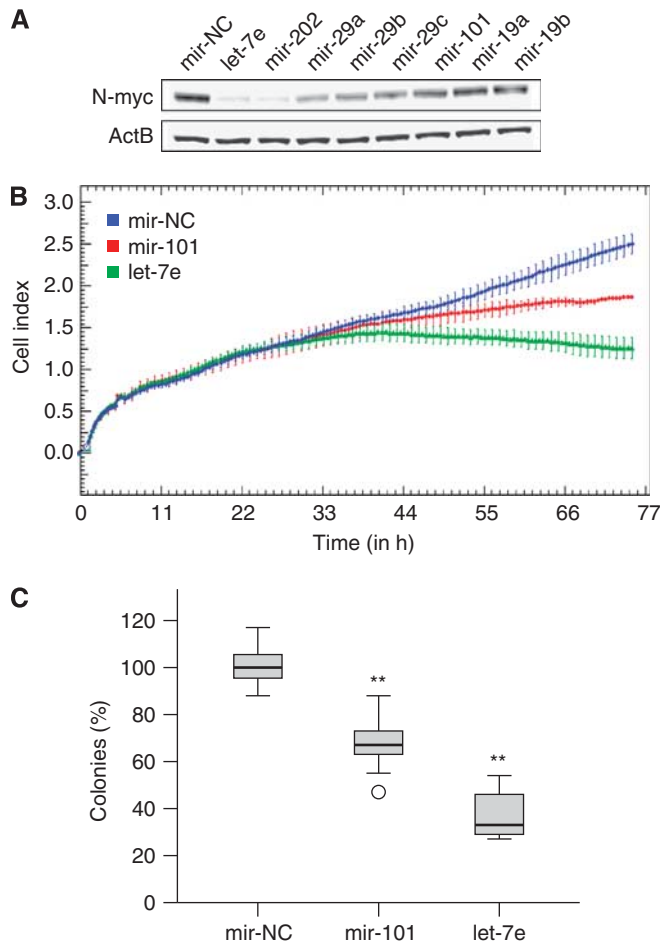 A
mir-NC let-7e mir-202 mir-29a mir-29b mir-29c mir-101 mir-19a mir-19b
N-myc
ActB
B
3.0
2.5
2.0
1.5
1.0
0.5
0.0
Cell index
mir-NC
mir-101
let-7e
0 11 22 33 44 55 66 77
Time (in h)
C
120
100
80
60
40
20
0
Colonies (%)
**
**
mir-NC mir-101 let-7e